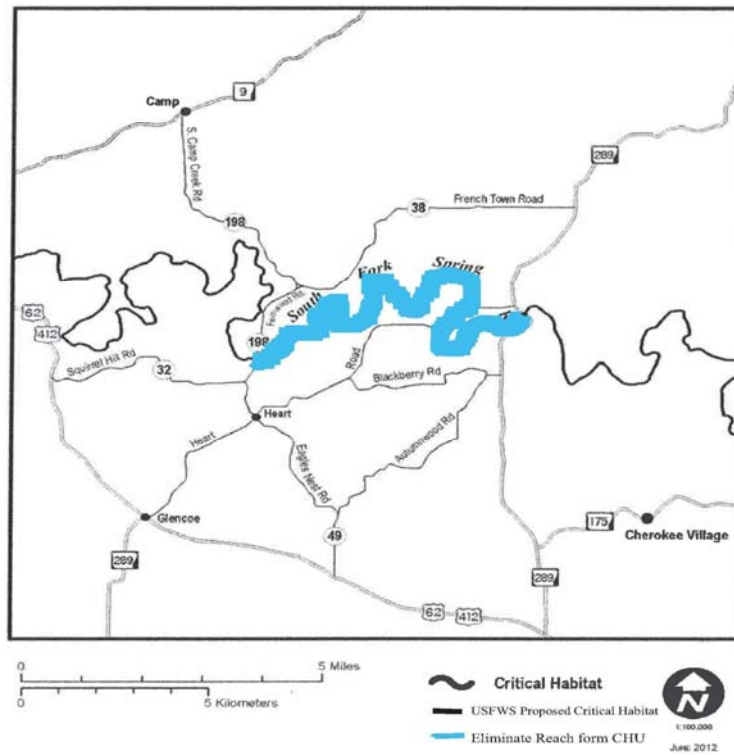 9
Camp
S. Camp Creek Rd
289
French Town Road
38
198
Fernwood Rd.
South Fork Spring
62
412
198
Squirrel Hill Rd
32
Road
Blackberry Rd
Heart
Heart
Eagles Nest Rd
Autumnwood Rd
Glencoe
175
Cherokee Village
49
289
289
62
412
0 5 Miles
0 5 Kilometers
Critical Habitat
USFWS Proposed Critical Habitat
Eliminate Reach form CHU
N
1:100,000
JUNE 2012